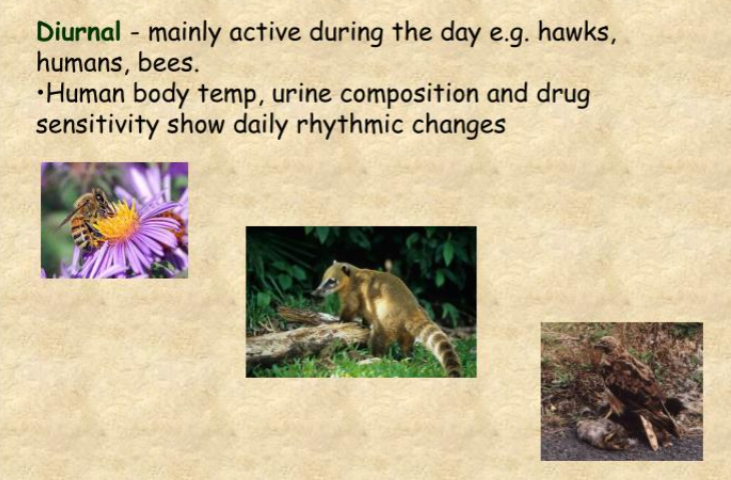 Diurnal - mainly active during the day e.g. hawks,
humans, bees.
•Human body temp, urine composition and drug
sensitivity show daily rhythmic changes